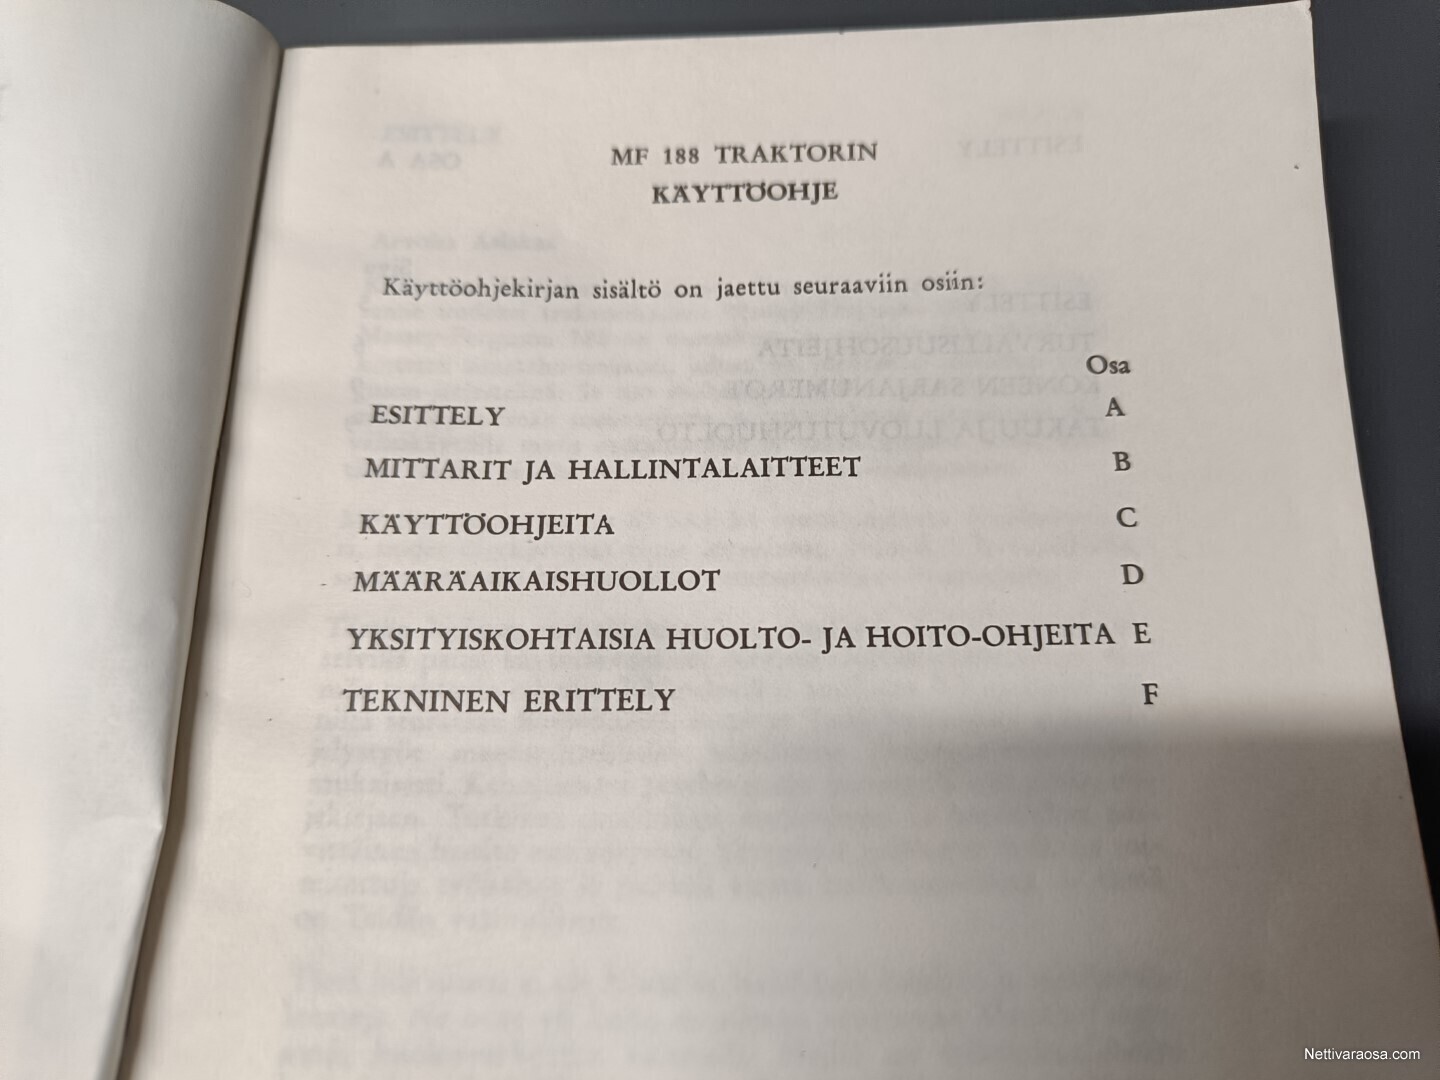 MF 188 TRAKTORIN
KÄYTTÖOHJE
Käyttöohjekirjan sisältö on jaettu seuraaviin osiin:
Osa
ESITTELY A
MITTARIT JA HALLINTALAITTEET B
KÄYTTÖOHJEITA C
MÄÄRÄAIKAISHUOLLOT D
YKSITYISKOHTAISIA HUOLTO- JA HOITO-OHJEITA E
TEKNINEN ERITTELY F
Nettivaraosa.com